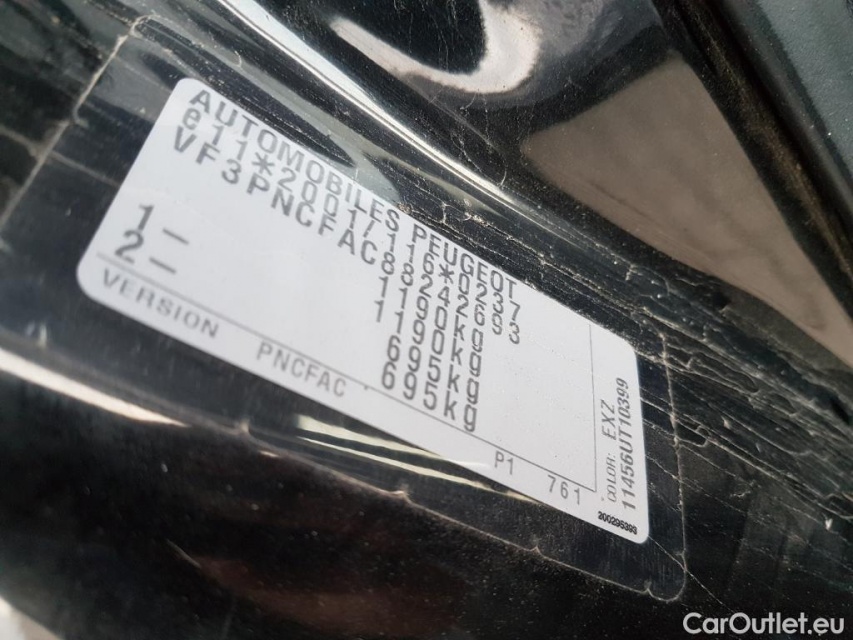 AUTOMOBILES PEUGEOT
e11*2001/116*0237
VF3PNCFAC88242693
1190kg
1190kg
1- 695kg
2- 695kg
VERSION PNCFAC P1 761
COLOR: EXZ
11456UT10399
200295393
CarOutlet.eu